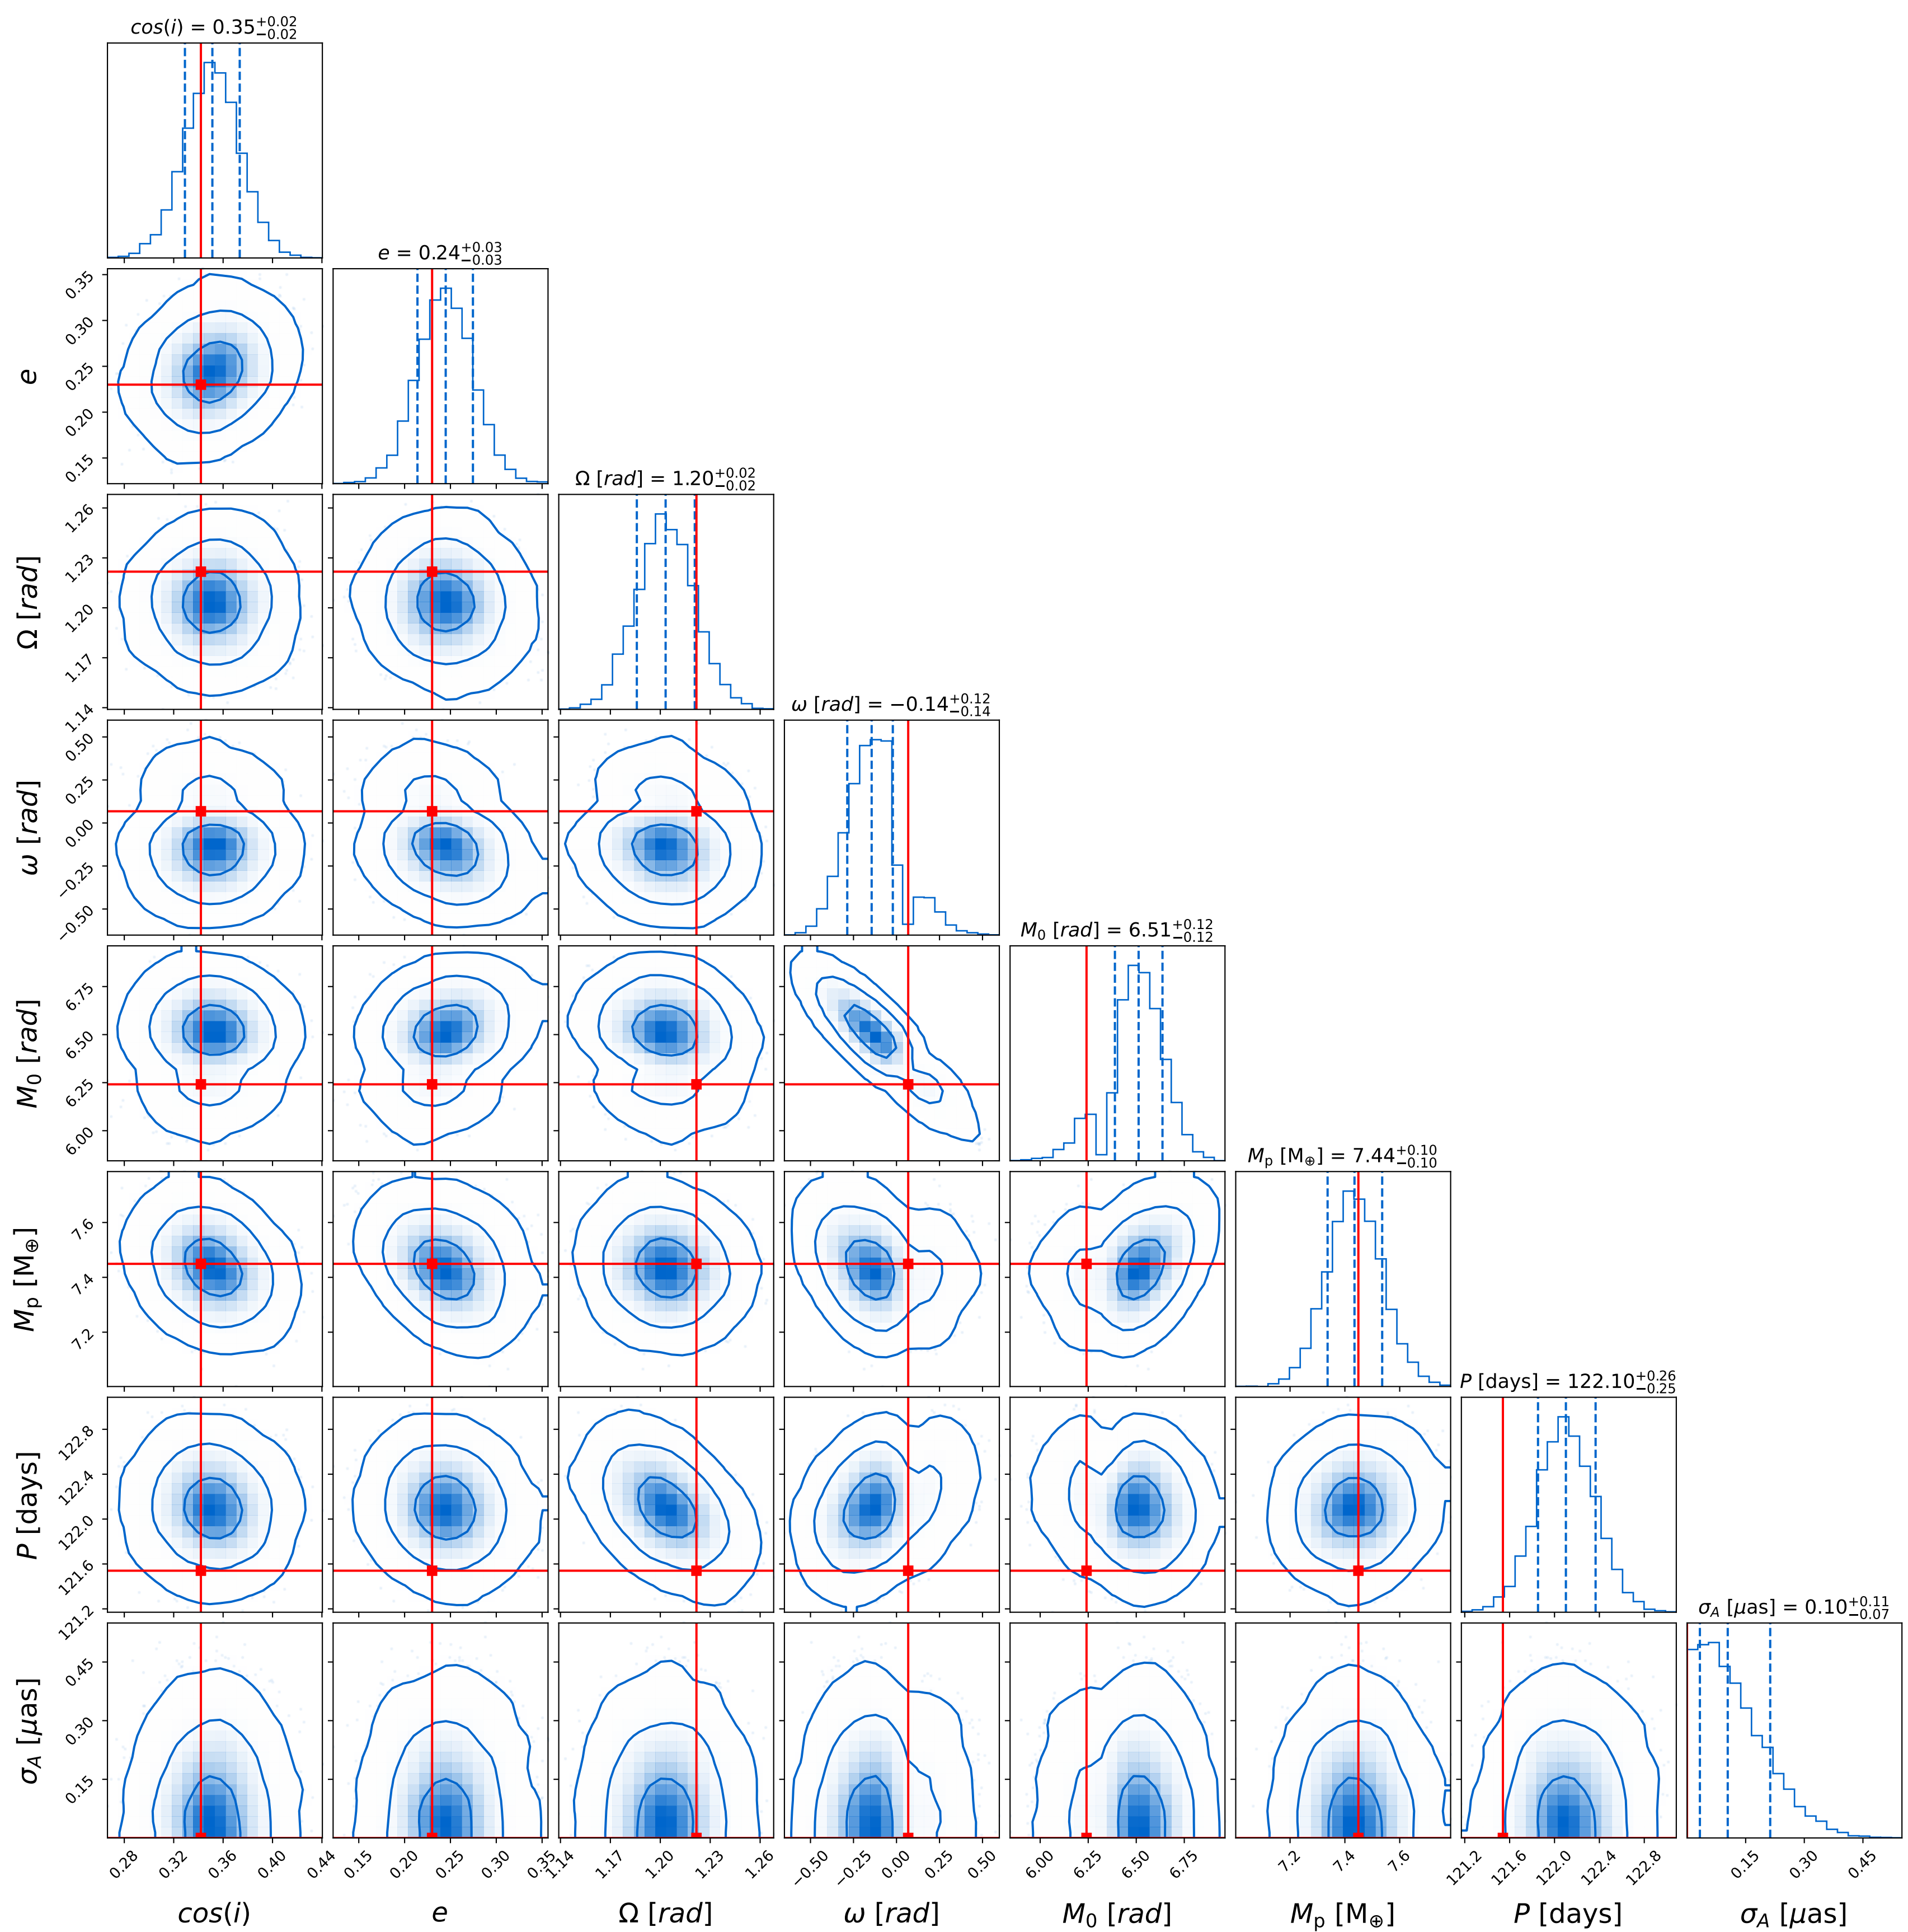 cos(i) = 0.35 +0.02 −0.02
e = 0.24 +0.03 −0.03
0.35
0.30
0.25
0.20
0.15
e
Ω [rad] = 1.20 +0.02 −0.02
1.26
1.23
1.20
1.17
1.14
Ω [rad]
ω [rad] = −0.14 +0.12 −0.14
0.50
0.25
0.00
−0.25
−0.50
ω [rad]
M₀ [rad] = 6.51 +0.12 −0.12
6.75
6.50
6.25
6.00
M₀ [rad]
Mₚ [M⊕] = 7.44 +0.10 −0.10
7.6
7.4
7.2
Mₚ [M⊕]
P [days] = 122.10 +0.26 −0.25
122.8
122.4
122.0
121.6
121.2
P [days]
σ_A [μas] = 0.10 +0.11 −0.07
0.45
0.30
0.15
σ_A [μas]
0.28 0.32 0.36 0.40 0.44 0.15 0.20 0.25 0.30 0.35 1.14 1.17 1.20 1.23 1.26 −0.50 −0.25 0.00 0.25 0.50 6.00 6.25 6.50 6.75 7.2 7.4 7.6 121.2 121.6 122.0 122.4 122.8 0.15 0.30 0.45
cos(i) e Ω [rad] ω [rad] M₀ [rad] Mₚ [M⊕] P [days] σ_A [μas]